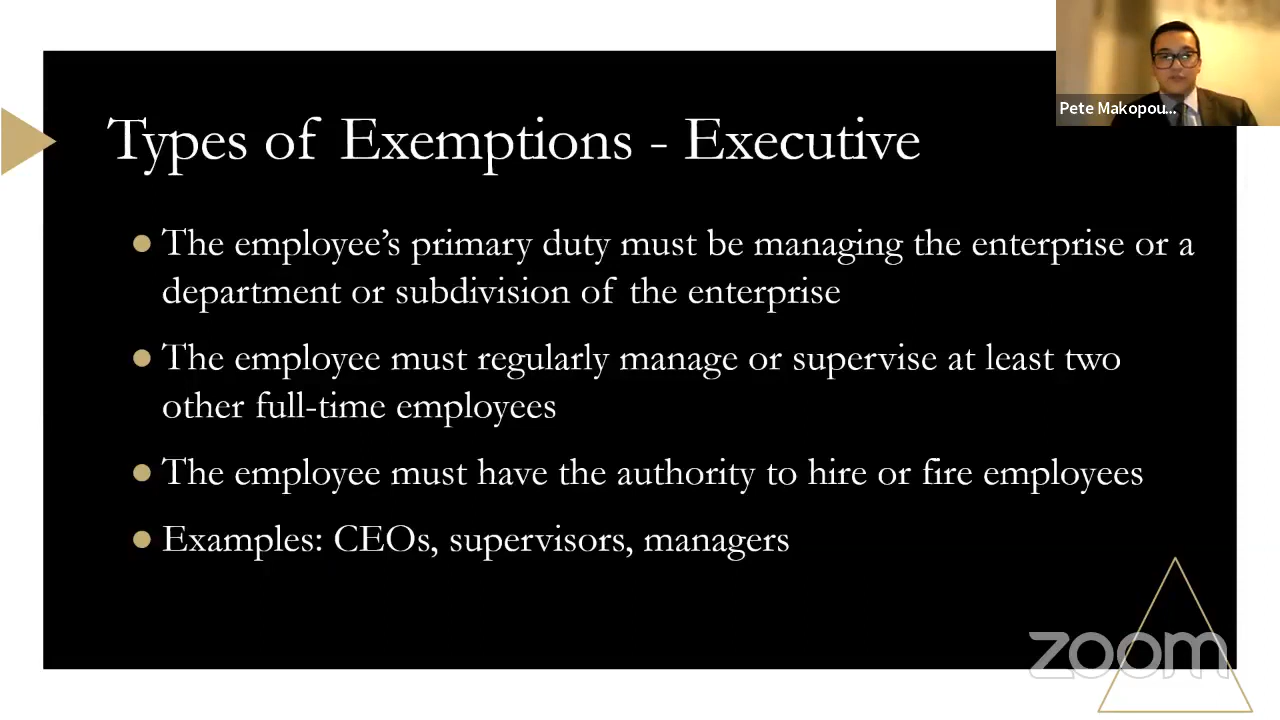 Pete Makopou...
Types of Exemptions - Executive
● The employee’s primary duty must be managing the enterprise or a
department or subdivision of the enterprise
● The employee must regularly manage or supervise at least two
other full-time employees
● The employee must have the authority to hire or fire employees
● Examples: CEOs, supervisors, managers
zoom